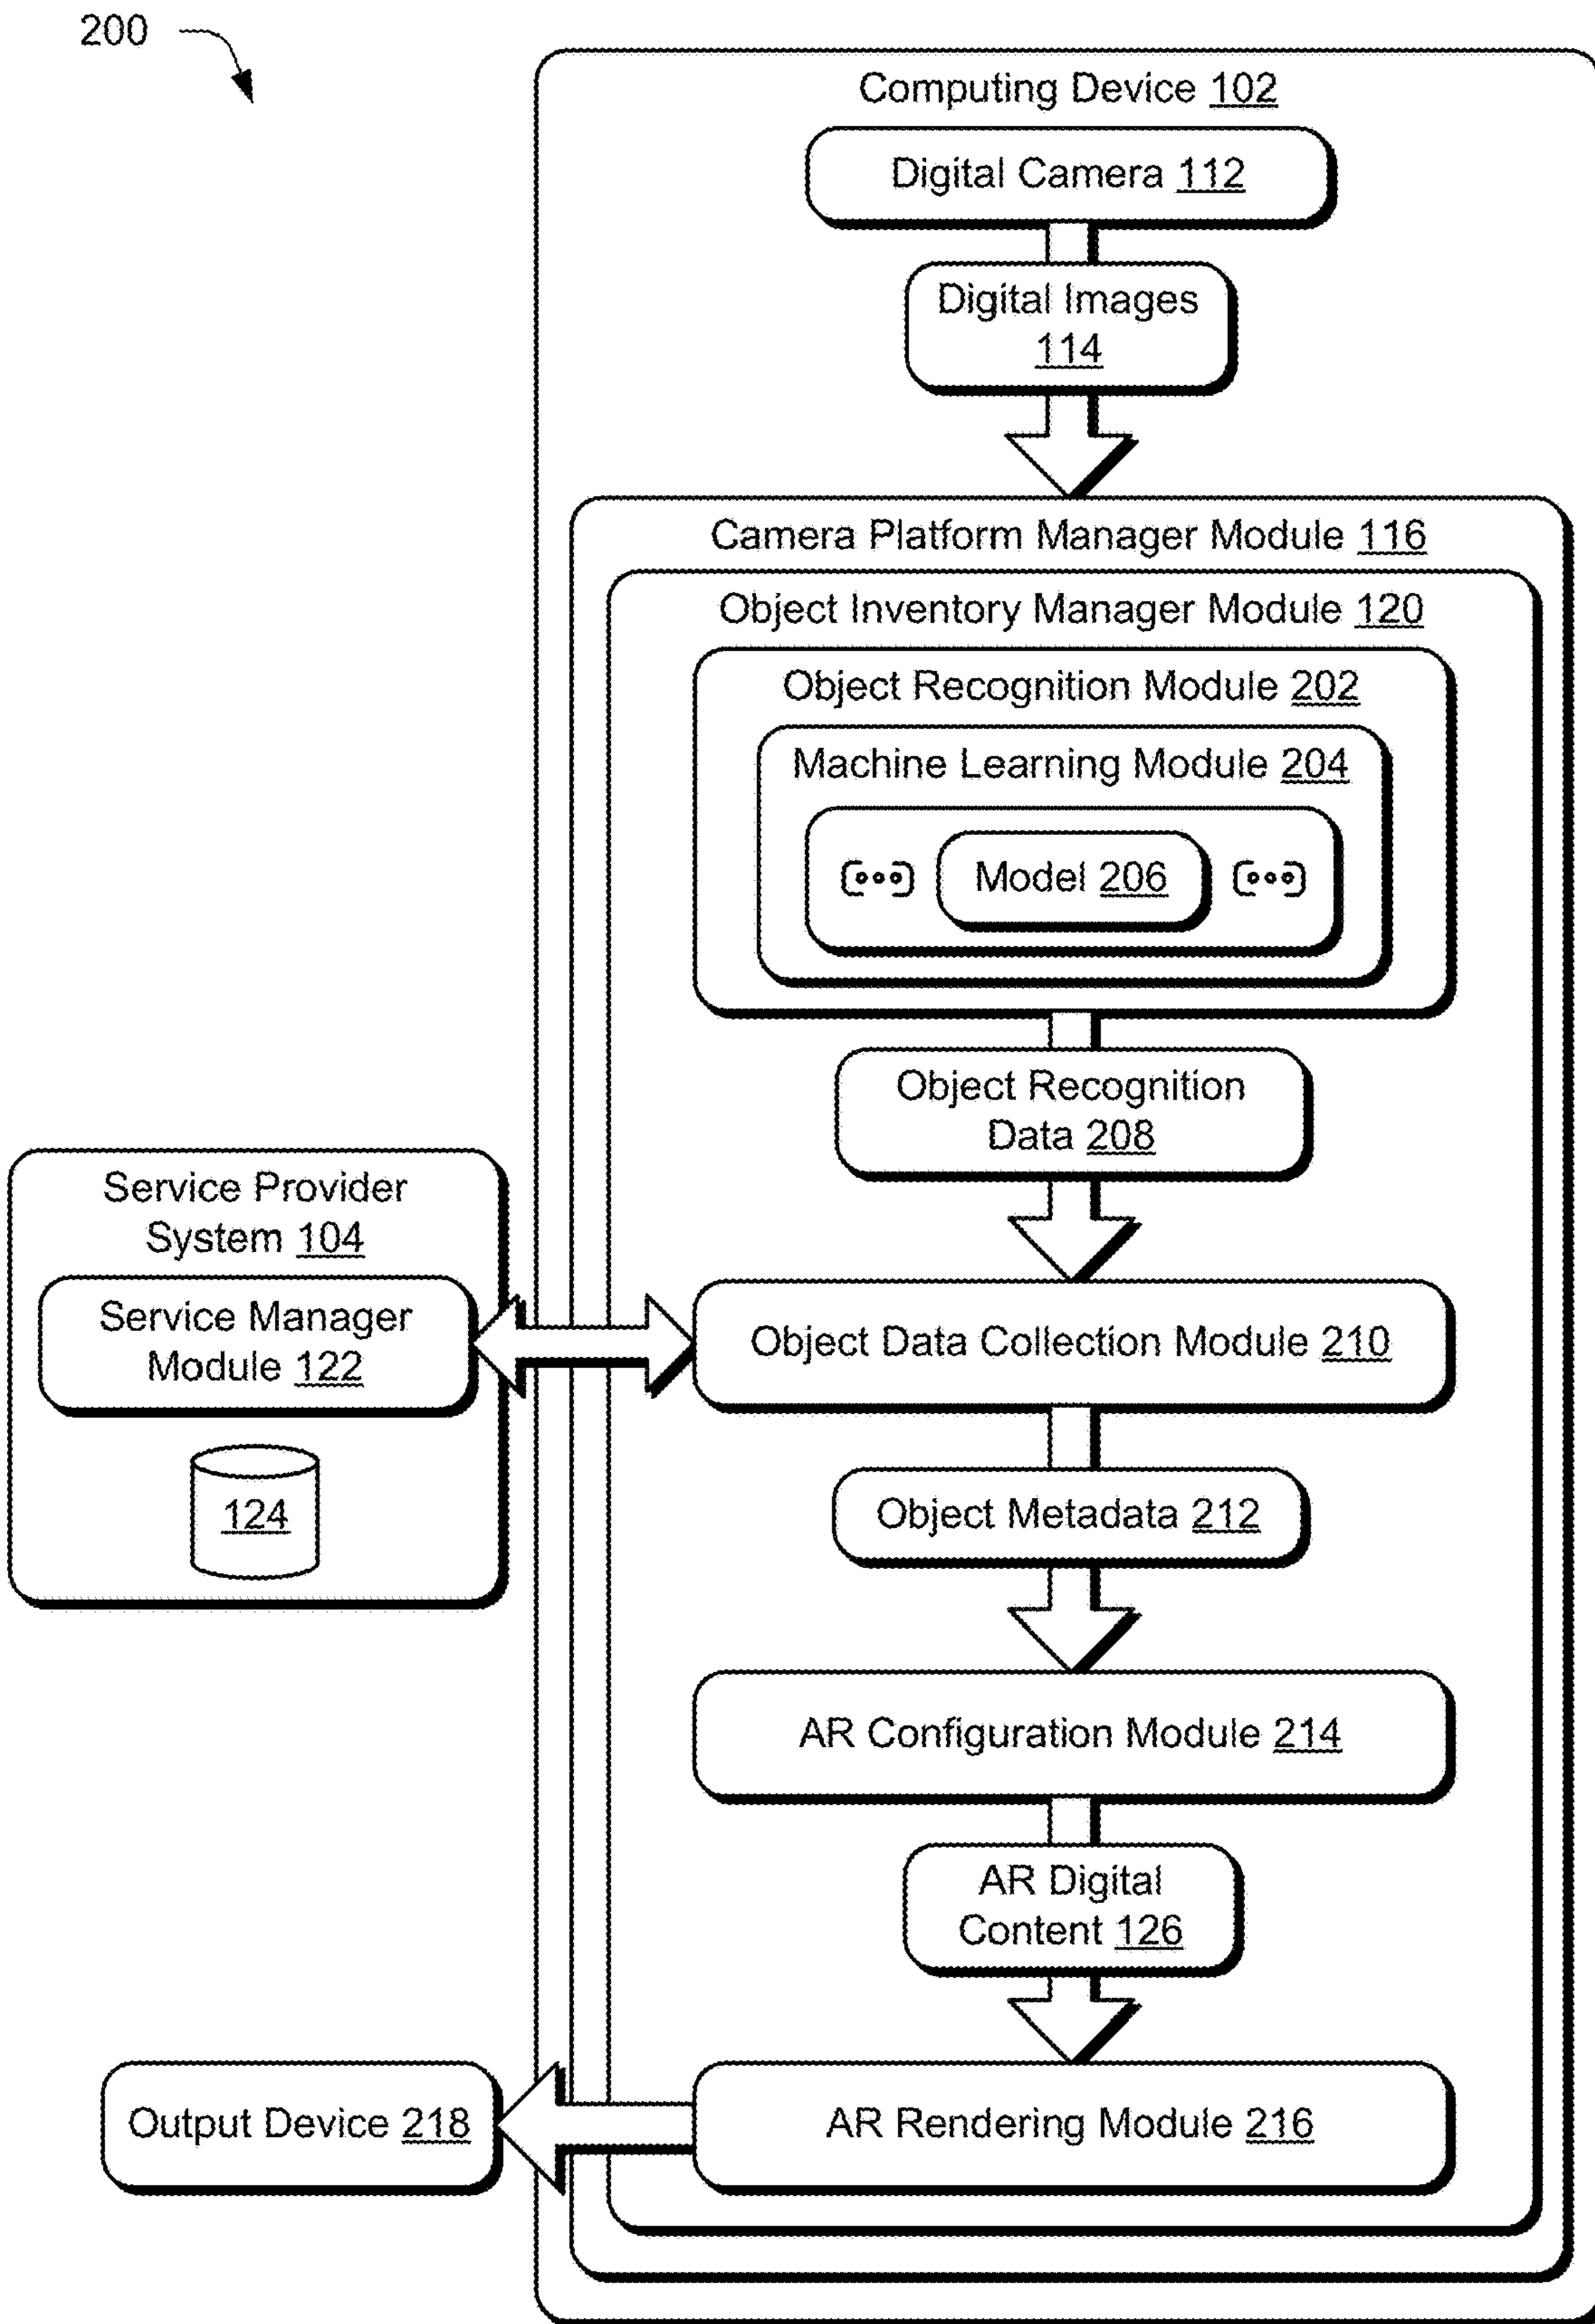 200
Computing Device 102
Digital Camera 112
Digital Images
114
Camera Platform Manager Module 116
Object Inventory Manager Module 120
Object Recognition Module 202
Machine Learning Module 204
Model 206
Object Recognition
Data 208
Service Provider
System 104
Service Manager
Module 122
124
Object Data Collection Module 210
Object Metadata 212
AR Configuration Module 214
AR Digital
Content 126
Output Device 218
AR Rendering Module 216